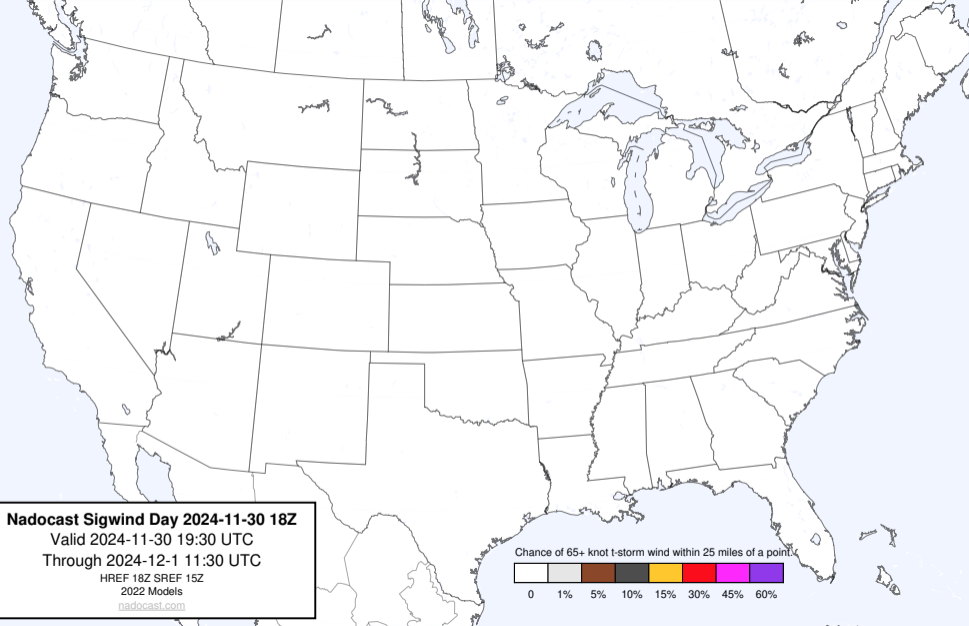 Nadocast Sigwind Day 2024-11-30 18Z
Valid 2024-11-30 19:30 UTC
Through 2024-12-1 11:30 UTC
HREF 18Z SREF 15Z
2022 Models
nadocast.com
Chance of 65+ knot t-storm wind within 25 miles of a point.
0 1% 5% 10% 15% 30% 45% 60%